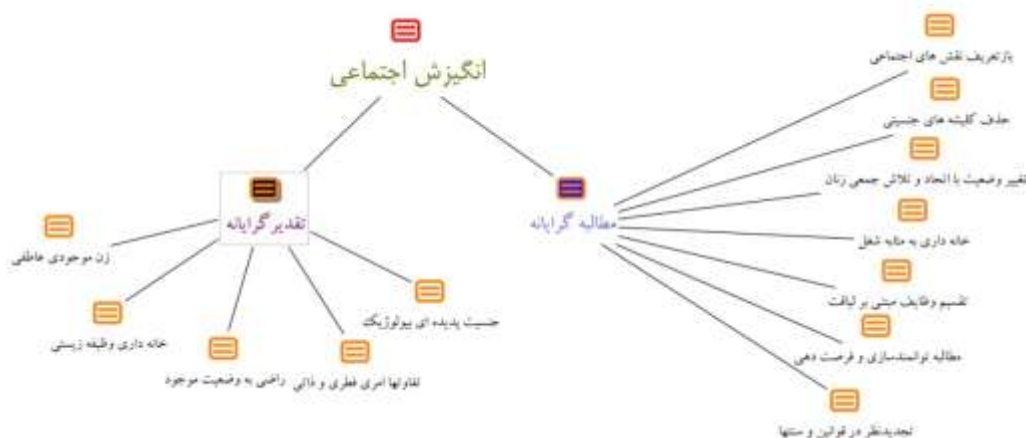 انگیزش اجتماعی
مطالبه گرایانه
بازتعریف نقش های اجتماعی
حذف کلیشه های جنسیتی
تغییر وضعیت با اتحاد و تلاش جمعی زنان
خانه داری به مثابه شغل
تقسیم وظایف مبتنی بر لیاقت
مطالبه توانمندسازی و فرصت دهی
تجدیدنظر در قوانین و سنتها
تقدیرگرایانه
جنسیت پدیده ای بیولوژیک
تفاوتها امری فطری و ذاتی
راضی به وضعیت موجود
خانه داری وظیفه زیستی
زن موجودی عاطفی